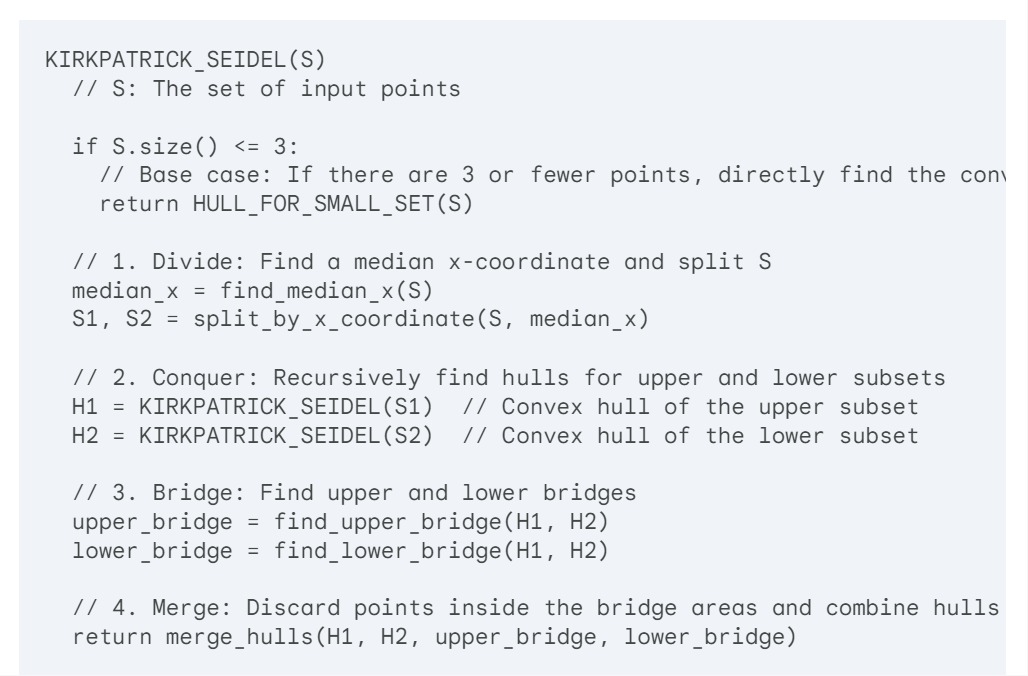 KIRKPATRICK_SEIDEL(S)
// S: The set of input points
if S.size() <= 3:
// Base case: If there are 3 or fewer points, directly find the
return HULL_FOR_SMALL_SET(S)
// 1. Divide: Find a median x-coordinate and split S
median_x = find_median_x(S)
S1, S2 = split_by_x_coordinate(S, median_x)
// 2. Conquer: Recursively find hulls for upper and lower subsets
H1 = KIRKPATRICK_SEIDEL(S1)  // Convex hull of the upper subset
H2 = KIRKPATRICK_SEIDEL(S2)  // Convex hull of the lower subset
// 3. Bridge: Find upper and lower bridges
upper_bridge = find_upper_bridge(H1, H2)
lower_bridge = find_lower_bridge(H1, H2)
// 4. Merge: Discard points inside the bridge areas and combine hulls
return merge_hulls(H1, H2, upper_bridge, lower_bridge)